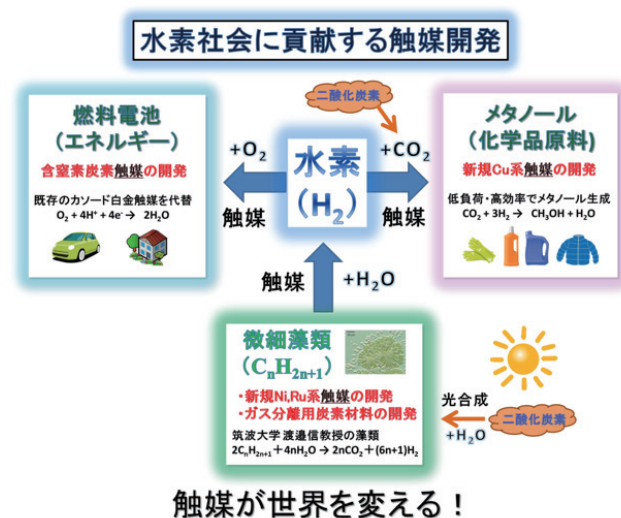 水素社会に貢献する触媒開発
燃料電池
(エネルギー)
含窒素炭素触媒の開発
既存のカソード白金触媒を代替
O₂ + 4H⁺ + 4e⁻ → 2H₂O
+O₂
触媒
水素
(H₂)
二酸化炭素
+CO₂
触媒
メタノール
(化学品原料)
新規Cu系触媒の開発
低負荷・高効率でメタノール生成
CO₂ + 3H₂ → CH₃OH + H₂O
触媒
+H₂O
微細藻類
(CnH2n+1)
・新規Ni,Ru系触媒の開発
・ガス分離用炭素材料の開発
筑波大学 渡邉信教授の藻類
2CnH2n+1+4nH₂O → 2nCO₂+(6n+1)H₂
光合成
+H₂O
二酸化炭素
触媒が世界を変える！